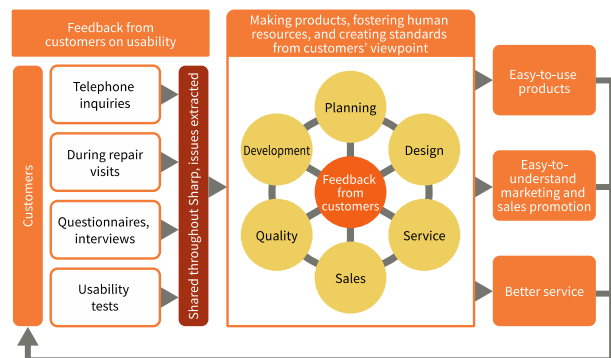 Feedback from
customers on usability
Customers
Telephone
inquiries
During repair
visits
Questionnaires,
interviews
Usability
tests
Shared throughout Sharp, issues extracted
Making products, fostering human
resources, and creating standards
from customers’ viewpoint
Planning
Development
Design
Feedback
from
customers
Quality
Service
Sales
Easy-to-use
products
Easy-to-
understand
marketing and
sales promotion
Better service